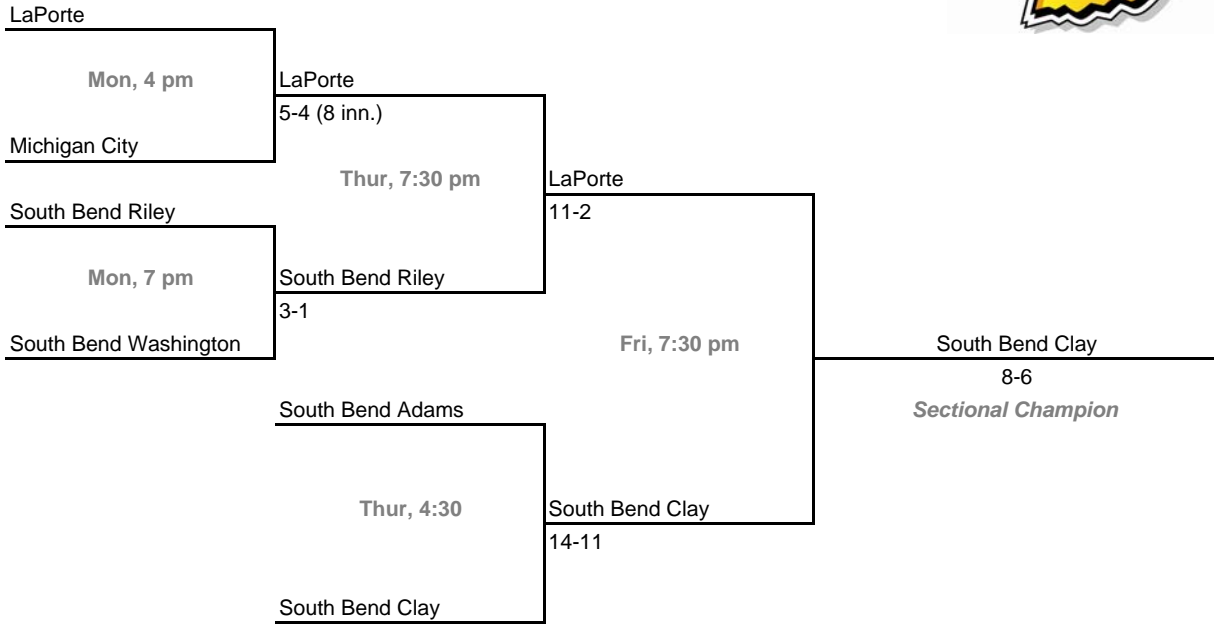 LaPorte
Mon, 4 pm
LaPorte
5-4 (8 inn.)
Michigan City
Thur, 7:30 pm
LaPorte
11-2
South Bend Riley
Mon, 7 pm
South Bend Riley
3-1
South Bend Washington
Fri, 7:30 pm
South Bend Clay
8-6
Sectional Champion
South Bend Adams
Thur, 4:30
South Bend Clay
14-11
South Bend Clay